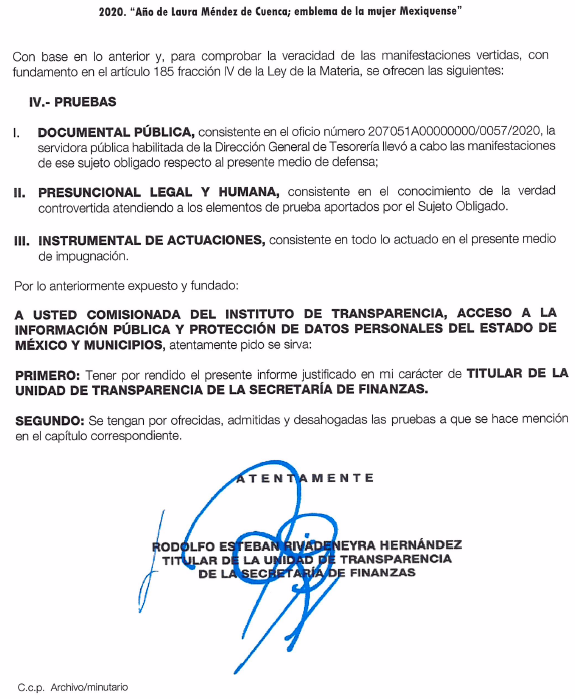 2020. “Año de Laura Méndez de Cuenca; emblema de la mujer Mexiquense”
Con base en lo anterior y, para comprobar la veracidad de las manifestaciones vertidas, con
fundamento en el artículo 185 fracción IV de la Ley de la Materia, se ofrecen las siguientes:
IV.- PRUEBAS
I. DOCUMENTAL PÚBLICA, consistente en el oficio número 207051A00000000/0057/2020, la
servidora pública habilitada de la Dirección General de Tesorería llevó a cabo las manifestaciones
de ese sujeto obligado respecto al presente medio de defensa;
II. PRESUNCIONAL LEGAL Y HUMANA, consistente en el conocimiento de la verdad
controvertida atendiendo a los elementos de prueba aportados por el Sujeto Obligado.
III. INSTRUMENTAL DE ACTUACIONES, consistente en todo lo actuado en el presente medio
de impugnación.
Por lo anteriormente expuesto y fundado:
A USTED COMISIONADA DEL INSTITUTO DE TRANSPARENCIA, ACCESO A LA
INFORMACIÓN PÚBLICA Y PROTECCIÓN DE DATOS PERSONALES DEL ESTADO DE
MÉXICO Y MUNICIPIOS, atentamente pido se sirva:
PRIMERO: Tener por rendido el presente informe justificado en mi carácter de TITULAR DE LA
UNIDAD DE TRANSPARENCIA DE LA SECRETARÍA DE FINANZAS.
SEGUNDO: Se tengan por ofrecidas, admitidas y desahogadas las pruebas a que se hace mención
en el capítulo correspondiente.
A T E N T A M E N T E
RODOLFO ESTEBAN RIVADENEYRA HERNÁNDEZ
TITULAR DE LA UNIDAD DE TRANSPARENCIA
DE LA SECRETARÍA DE FINANZAS
C.c.p. Archivo/minutario